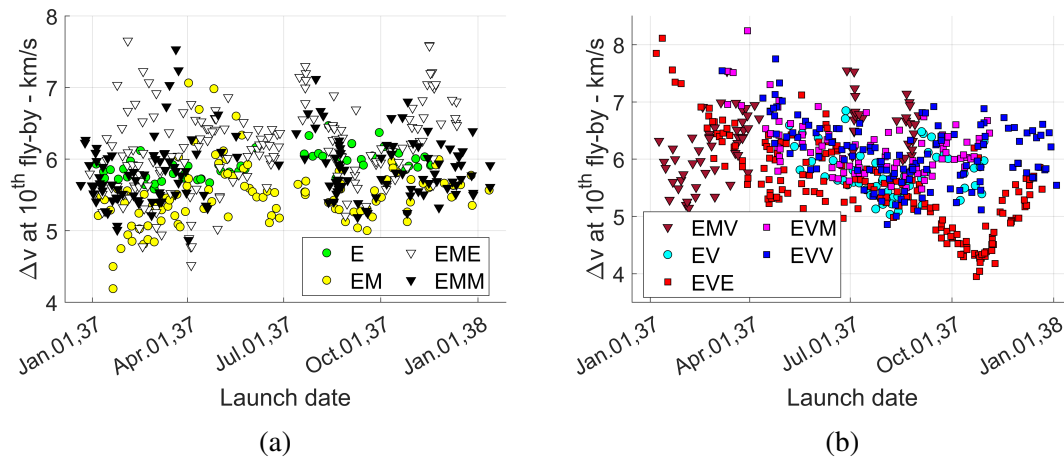 8
7
6
5
4
Δv at 10th fly-by - km/s
E
EM
EME
EMM
Jan.01,37
Apr.01,37
Jul.01,37
Oct.01,37
Jan.01,38
Launch date
(a)
8
7
6
5
4
Δv at 10th fly-by - km/s
EMV
EV
EVE
EVM
EVV
Jan.01,37
Apr.01,37
Jul.01,37
Oct.01,37
Jan.01,38
Launch date
(b)